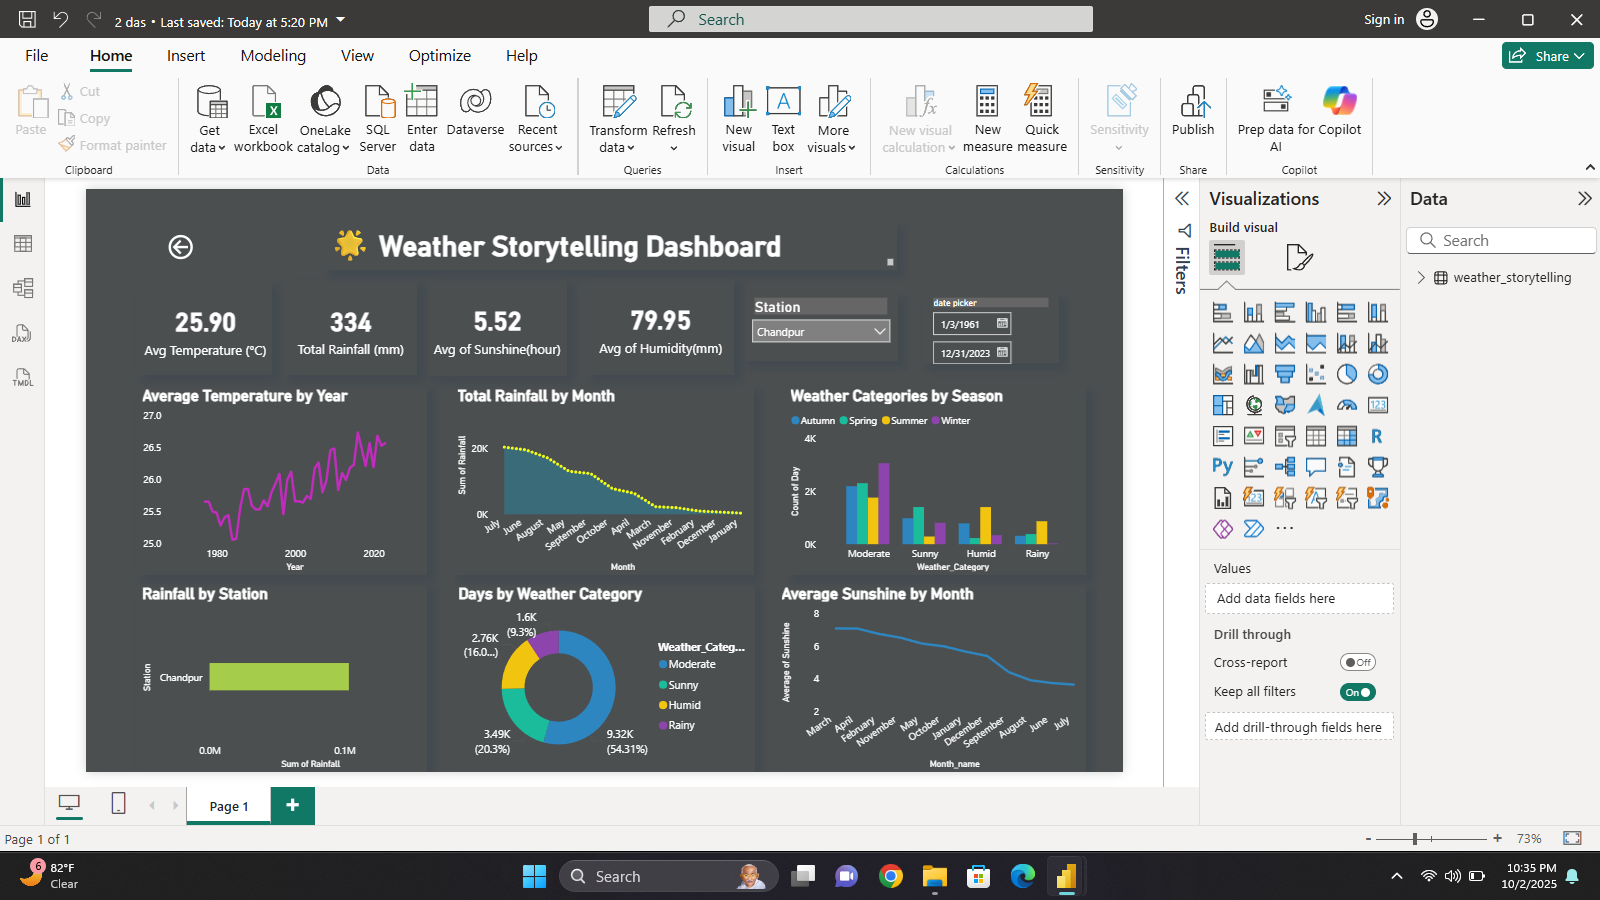 2 das • Last saved: Today at 5:20 PM
Search
Sign in
File
Home
Insert
Modeling
View
Optimize
Help
Share
Paste
Cut
Copy
Format painter
Clipboard
Get data
Excel workbook
OneLake catalog
SQL Server
Enter data
Dataverse
Recent sources
Data
Transform data
Refresh
Queries
New visual
Text box
More visuals
Insert
New visual calculation
New measure
Quick measure
Calculations
Sensitivity
Sensitivity
Publish
Share
Prep data for AI
Copilot
Copilot
DAX
TMDL
Weather Storytelling Dashboard
25.90
Avg Temperature (°C)
334
Total Rainfall (mm)
5.52
Avg of Sunshine(hour)
79.95
Avg of Humidity(mm)
Station
Chandpur
date picker
1/3/1961
12/31/2023
Average Temperature by Year
27.0
26.5
26.0
25.5
25.0
1980
2000
2020
Year
Total Rainfall by Month
Sum of Rainfall
20K
0K
July
June
August
May
September
October
April
March
November
February
December
January
Month
Weather Categories by Season
Autumn
Spring
Summer
Winter
Count of Day
4K
2K
0K
Moderate
Sunny
Humid
Rainy
Weather_Category
Rainfall by Station
Station
Chandpur
0.0M
0.1M
Sum of Rainfall
Days by Weather Category
1.6K
(9.3%)
2.76K
(16.0...)
3.49K
(20.3%)
9.32K
(54.31%)
Weather_Categ...
Moderate
Sunny
Humid
Rainy
Average Sunshine by Month
Average of Sunshine
8
6
4
2
March
April
February
November
May
October
January
December
September
August
June
July
Month_name
Filters
Visualizations
Build visual
123
R
Py
123
Values
Add data fields here
Drill through
Cross-report
Off
Keep all filters
On
Add drill-through fields here
Data
Search
weather_storytelling
Page 1
Page 1 of 1
- + 73%
6
82°F
Clear
Search
10:35 PM
10/2/2025